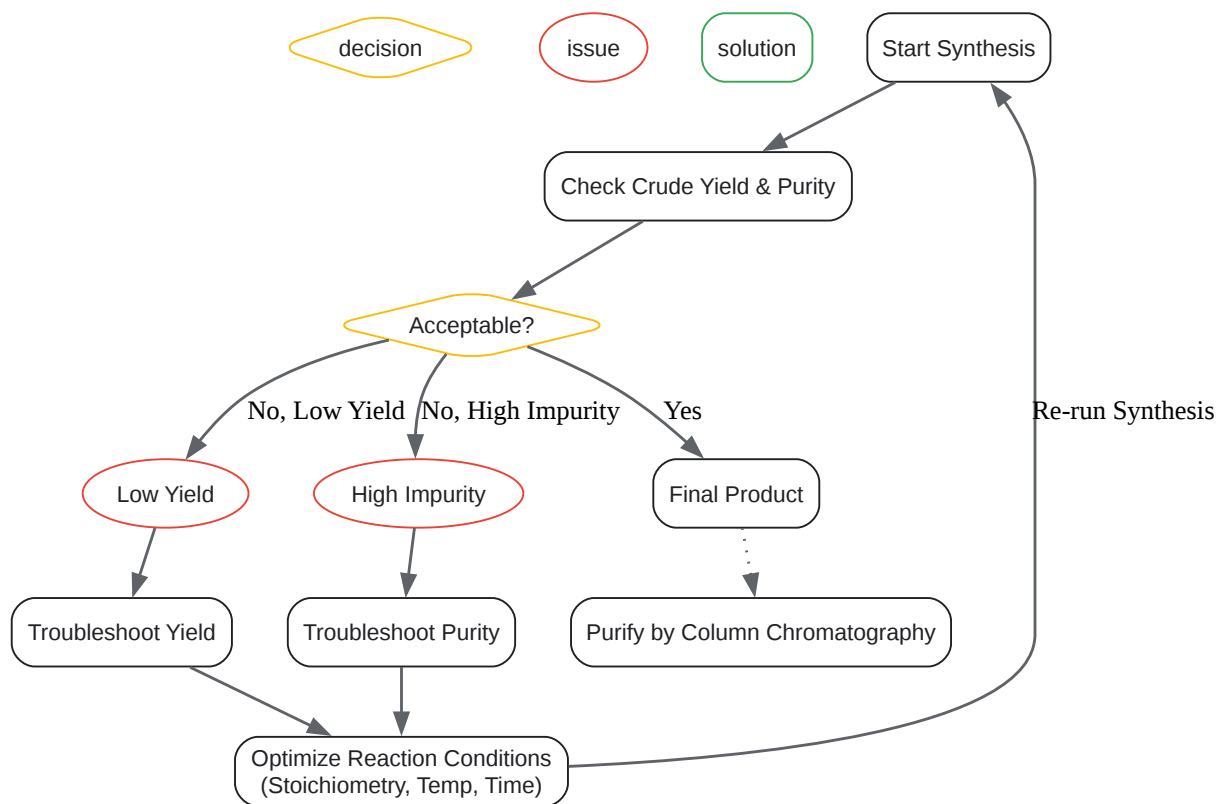 decision
issue
solution
Start Synthesis
Check Crude Yield & Purity
Acceptable?
No, Low Yield
No, High Impurity
Yes
Re-run Synthesis
Low Yield
High Impurity
Final Product
Troubleshoot Yield
Troubleshoot Purity
Purify by Column Chromatography
Optimize Reaction Conditions
(Stoichiometry, Temp, Time)